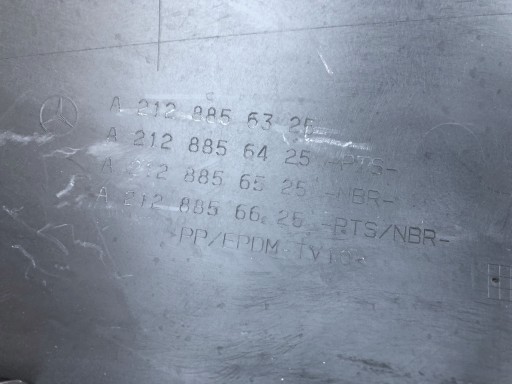 A 212 885 63 25
A 212 885 64 25 -PTS-
A 212 885 65 25 -NBR-
A 212 885 66 25 -PTS/NBR-
PP/EPDM